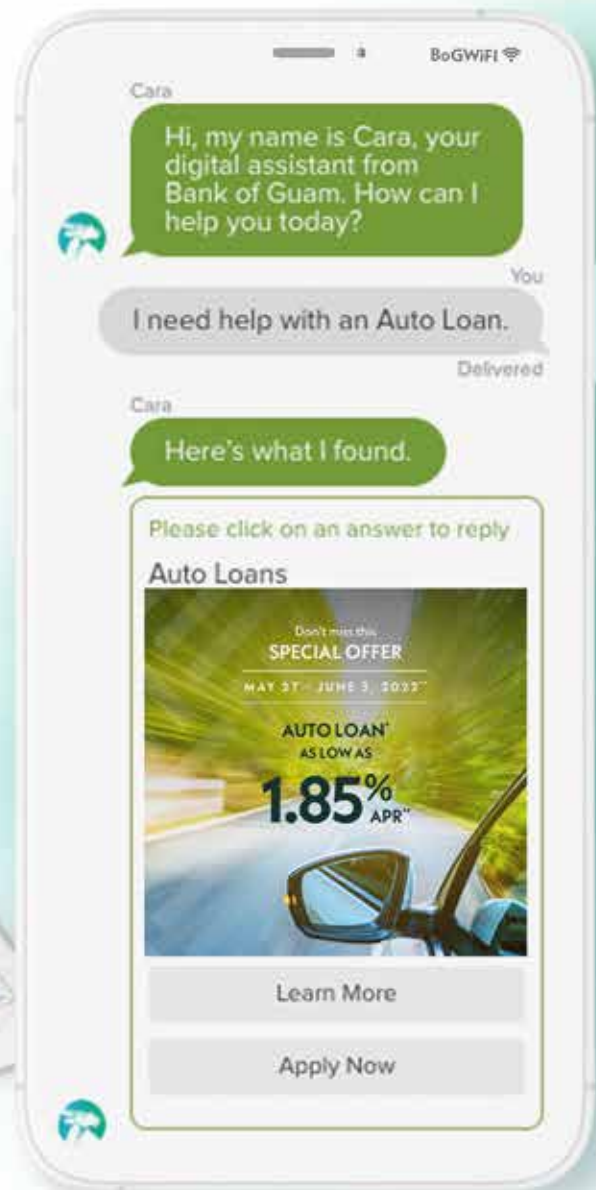 BoGWiFi
Cara
Hi, my name is Cara, your
digital assistant from
Bank of Guam. How can I
help you today?
You
I need help with an Auto Loan.
Delivered
Cara
Here's what I found.
Please click on an answer to reply
Auto Loans
Don't miss this
SPECIAL OFFER
MAY 27 - JUNE 3, 2022**
AUTO LOAN*
AS LOW AS
1.85% APR**
Learn More
Apply Now